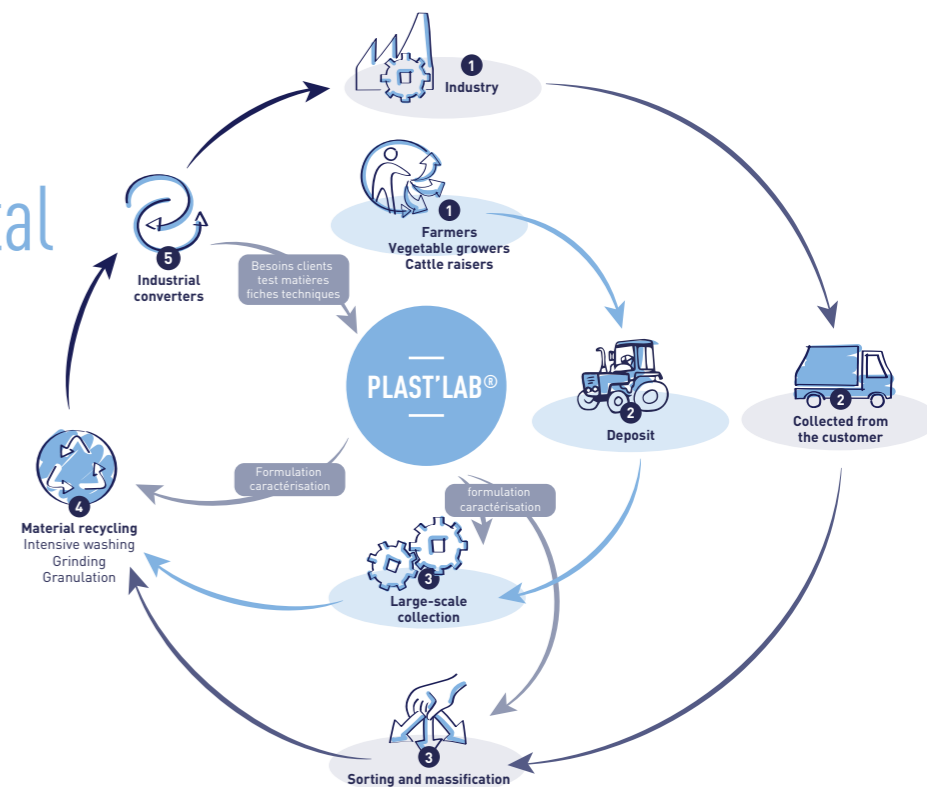 1
Industry
1
Farmers
Vegetable growers
Cattle raisers
tal
5
Industrial
converters
Besoins clients
test matières
fiches techniques
PLAST'LAB®
2
Deposit
2
Collected from
the customer
Formulation
caractérisation
formulation
caractérisation
4
Material recycling
Intensive washing
Grinding
Granulation
3
Large-scale
collection
3
Sorting and massification